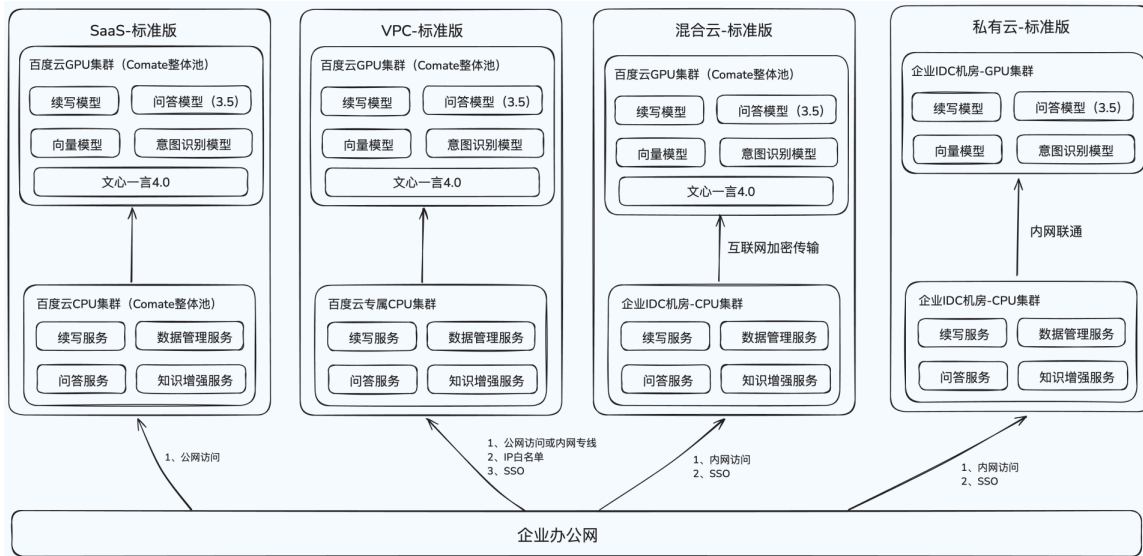 SaaS-标准版
百度云GPU集群（Comate整体池）
续写模型
问答模型（3.5）
向量模型
意图识别模型
文心一言4.0
百度云CPU集群（Comate整体池）
续写服务
数据管理服务
问答服务
知识增强服务
1、公网访问
VPC-标准版
百度云GPU集群（Comate整体池）
续写模型
问答模型（3.5）
向量模型
意图识别模型
文心一言4.0
百度云专属CPU集群
续写服务
数据管理服务
问答服务
知识增强服务
1、公网访问或内网专线
2、IP白名单
3、SSO
混合云-标准版
百度云GPU集群（Comate整体池）
续写模型
问答模型（3.5）
向量模型
意图识别模型
文心一言4.0
互联网加密传输
企业IDC机房-CPU集群
续写服务
数据管理服务
问答服务
知识增强服务
1、内网访问
2、SSO
私有云-标准版
企业IDC机房-GPU集群
续写模型
问答模型（3.5）
向量模型
意图识别模型
内网联通
企业IDC机房-CPU集群
续写服务
数据管理服务
问答服务
知识增强服务
1、内网访问
2、SSO
企业办公网